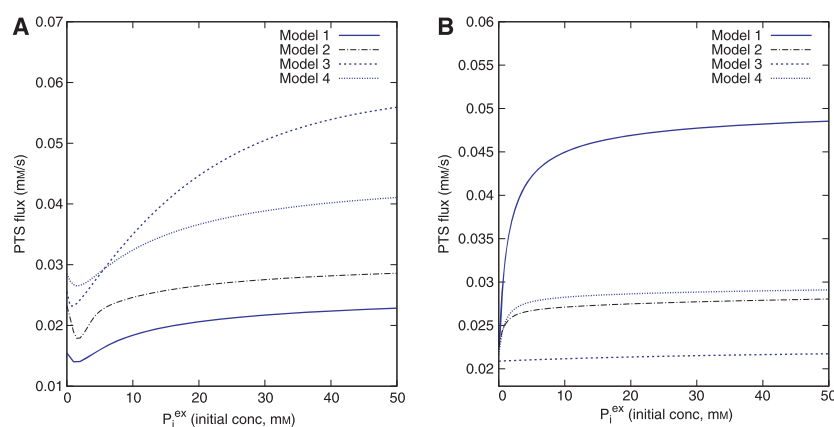 A
Model 1
Model 2
Model 3
Model 4
0.07
0.06
0.05
0.04
0.03
0.02
0.01
PTS flux (mM/s)
0 10 20 30 40 50
P_i^ex (initial conc, mM)
B
Model 1
Model 2
Model 3
Model 4
0.06
0.055
0.05
0.045
0.04
0.035
0.03
0.025
0.02
PTS flux (mM/s)
0 10 20 30 40 50
P_i^ex (initial conc, mM)